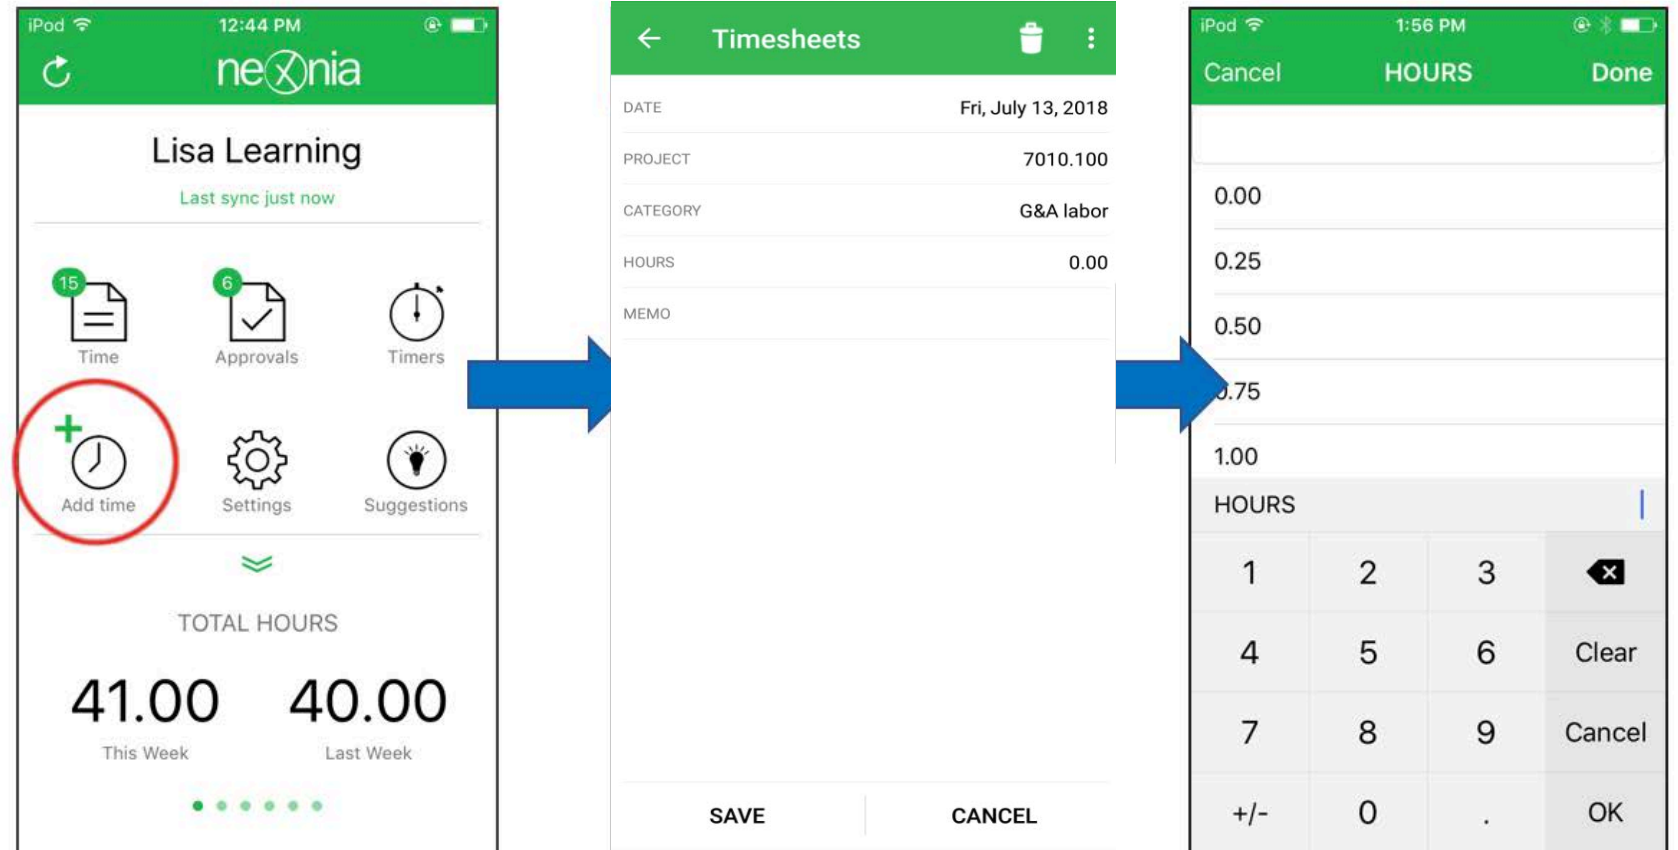 iPod 12:44 PM
nexonia
Lisa Learning
Last sync just now
15 6
Time Approvals Timers
Add time Settings Suggestions
TOTAL HOURS
41.00 40.00
This Week Last Week
Timesheets
DATE Fri, July 13, 2018
PROJECT 7010.100
CATEGORY G&A labor
HOURS 0.00
MEMO
SAVE CANCEL
iPod 1:56 PM
Cancel HOURS Done
0.00
0.25
0.50
0.75
1.00
HOURS
1 2 3
4 5 6 Clear
7 8 9 Cancel
+/- 0 . OK